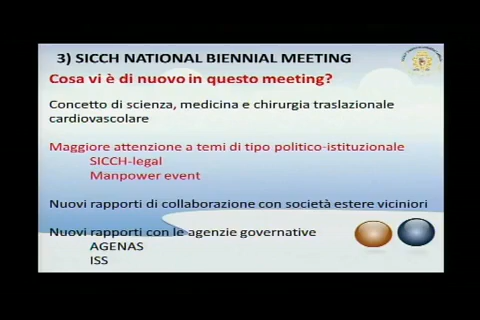 3) SICCH NATIONAL BIENNIAL MEETING
Cosa vi è di nuovo in questo meeting?
Concetto di scienza, medicina e chirurgia traslazionale
cardiovascolare
Maggiore attenzione a temi di tipo politico-istituzionale
SICCH-legal
Manpower event
Nuovi rapporti di collaborazione con società estere viciniori
Nuovi rapporti con le agenzie governative
AGENAS
ISS